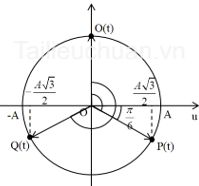 O(t)
Tailieuchuan.vn
-A√3/2
A√3/2
-A
O
π/6
A
u
Q(t)
P(t)